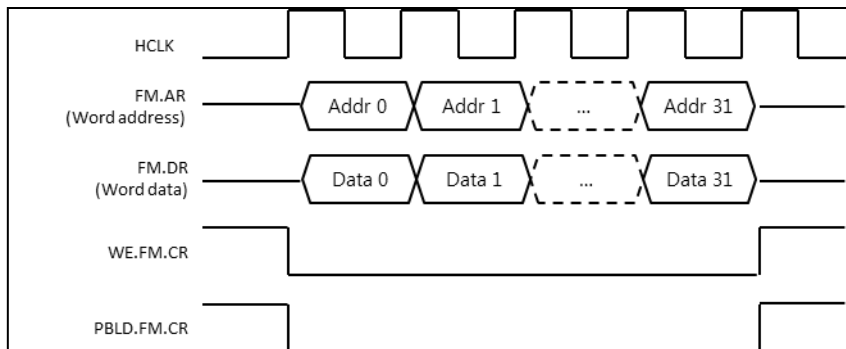 HCLK
FM.AR
(Word address)
Addr 0 Addr 1 ... Addr 31
FM.DR
(Word data)
Data 0 Data 1 ... Data 31
WE.FM.CR
PBLD.FM.CR